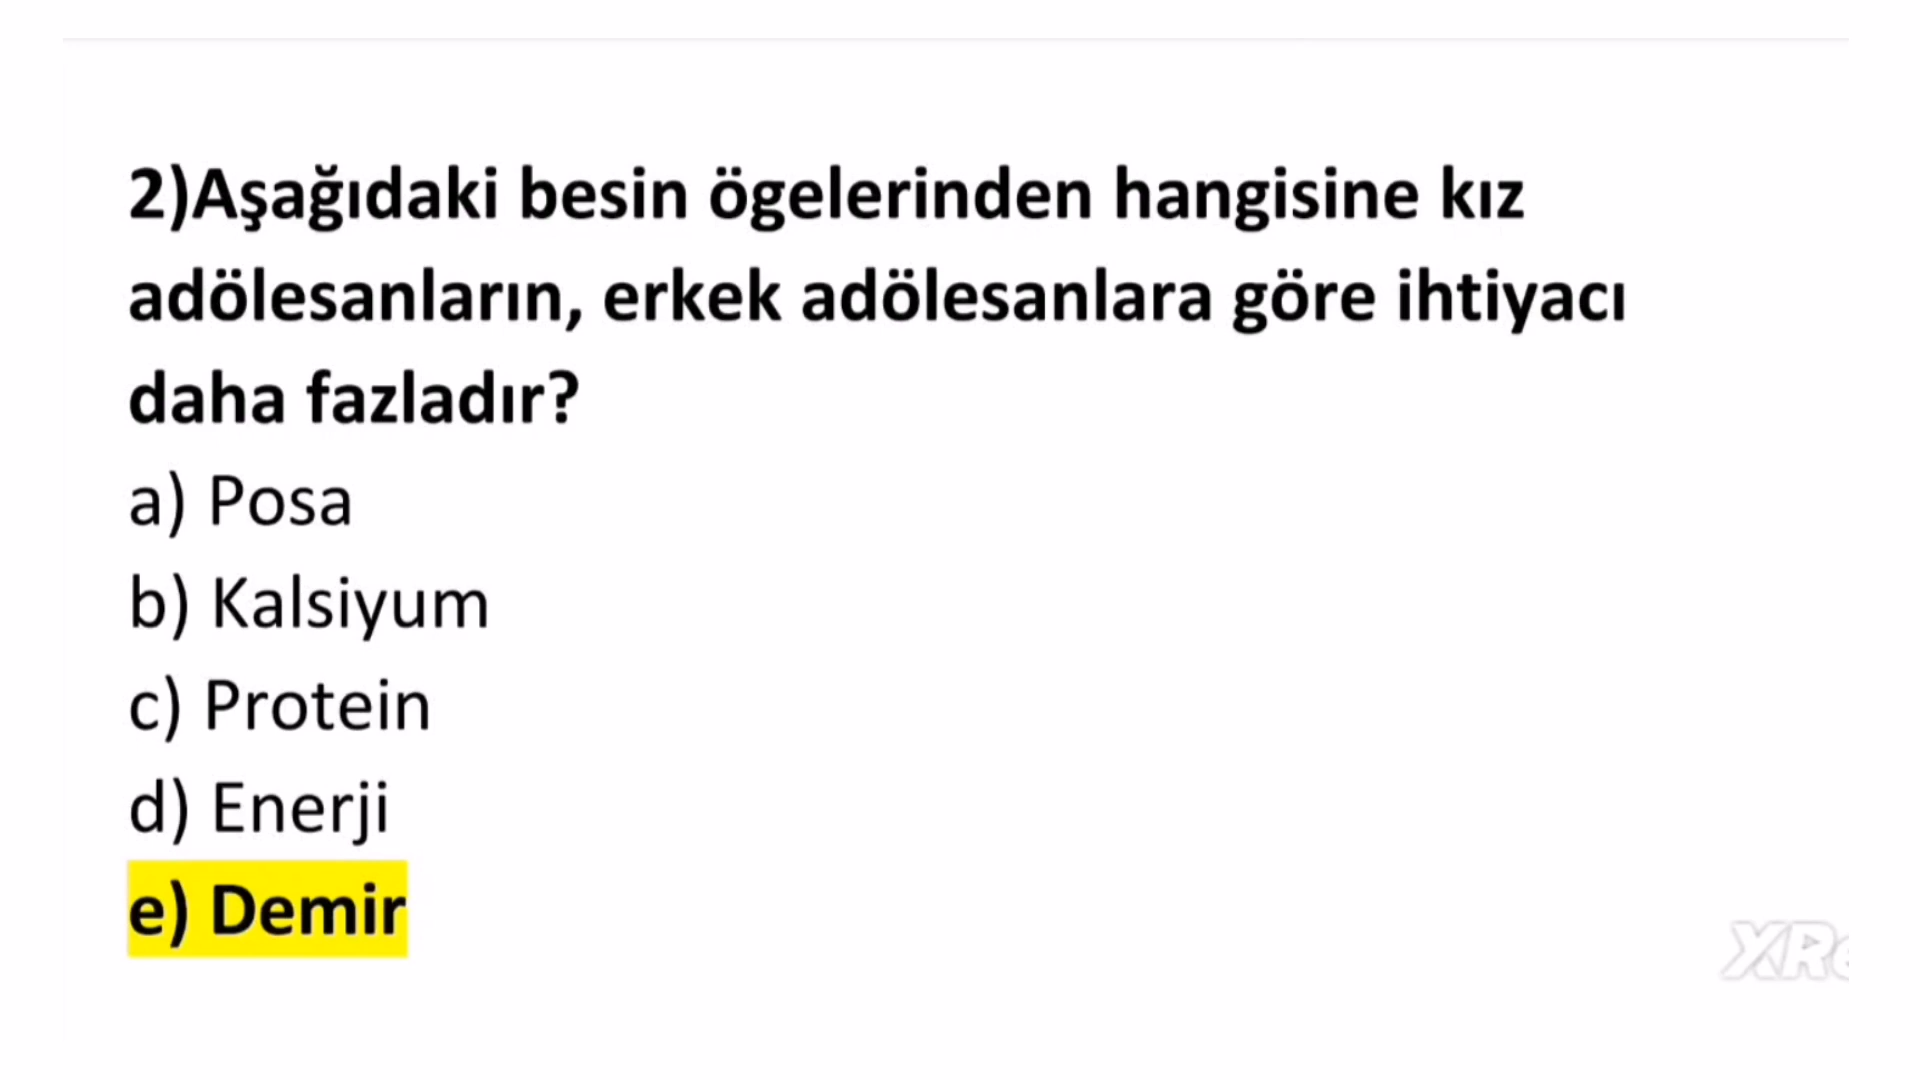 2)Aşağıdaki besin ögelerinden hangisine kız
adölesanların, erkek adölesanlara göre ihtiyacı
daha fazladır?
a) Posa
b) Kalsiyum
c) Protein
d) Enerji
e) Demir